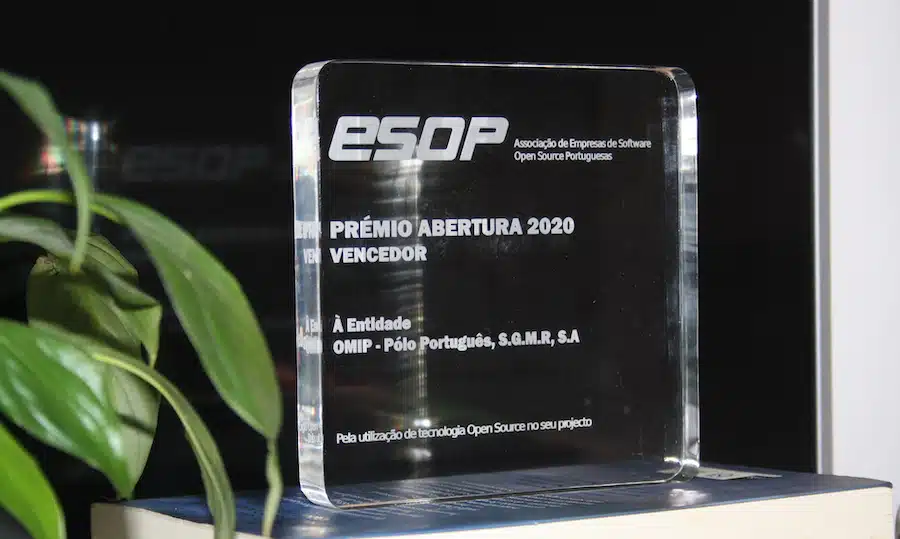 esop
Associação de Empresas de Software
Open Source Portuguesas
PRÉMIO ABERTURA 2020
VENCEDOR
À Entidade
OMIP - Pólo Português, S.G.M.R, S.A
Pela utilização de tecnologia Open Source no seu projecto